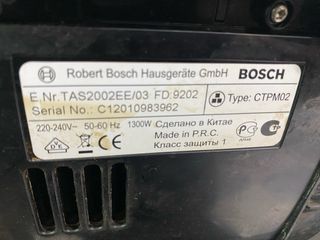 Robert Bosch Hausgeräte GmbH BOSCH
E.Nr.TAS2002EE/03 FD:9202
Serial No.: C12010983962
Type: CTPM02
220-240V~ 50-60 Hz 1300W Сделано в Китае
Made in P.R.C.
Класс защиты 1